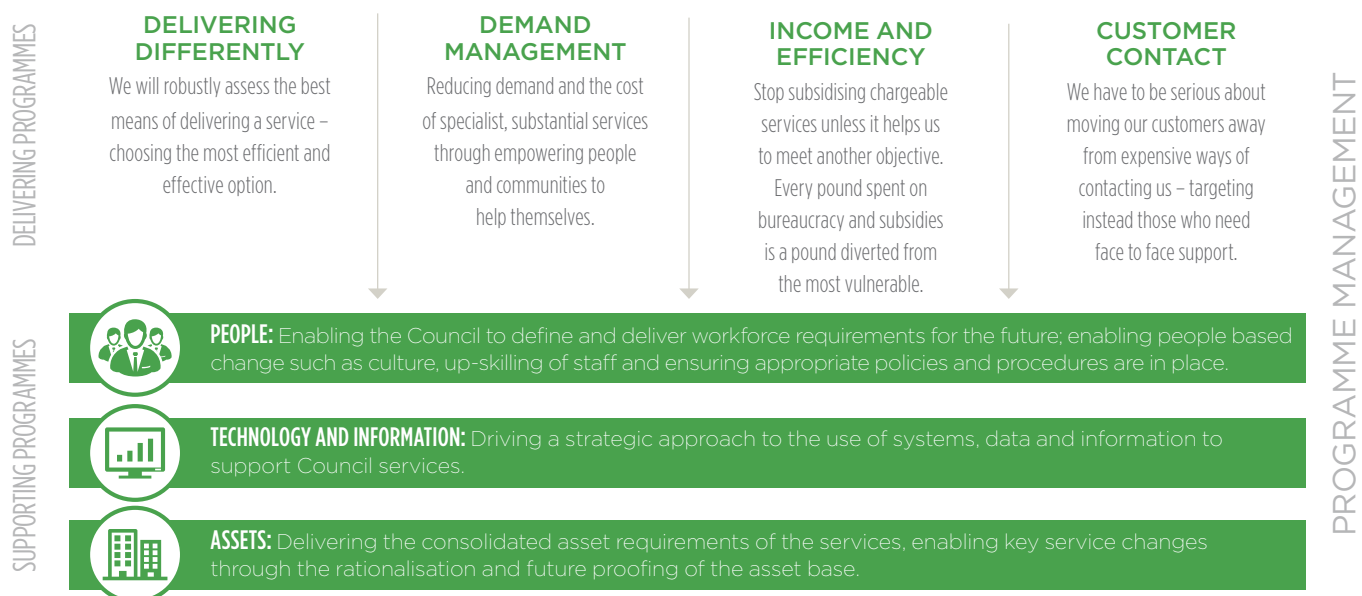 DELIVERING PROGRAMMES
DELIVERING
DIFFERENTLY
We will robustly assess the best
means of delivering a service –
choosing the most efficient and
effective option.
DEMAND
MANAGEMENT
Reducing demand and the cost
of specialist, substantial services
through empowering people
and communities to
help themselves.
INCOME AND
EFFICIENCY
Stop subsidising chargeable
services unless it helps us
to meet another objective.
Every pound spent on
bureaucracy and subsidies
is a pound diverted from
the most vulnerable.
CUSTOMER
CONTACT
We have to be serious about
moving our customers away
from expensive ways of
contacting us – targeting
instead those who need
face to face support.
SUPPORTING PROGRAMMES
PEOPLE: Enabling the Council to define and deliver workforce requirements for the future; enabling people based
change such as culture, up-skilling of staff and ensuring appropriate policies and procedures are in place.
TECHNOLOGY AND INFORMATION: Driving a strategic approach to the use of systems, data and information to
support Council services.
ASSETS: Delivering the consolidated asset requirements of the services, enabling key service changes
through the rationalisation and future proofing of the asset base.
PROGRAMME MANAGEMENT